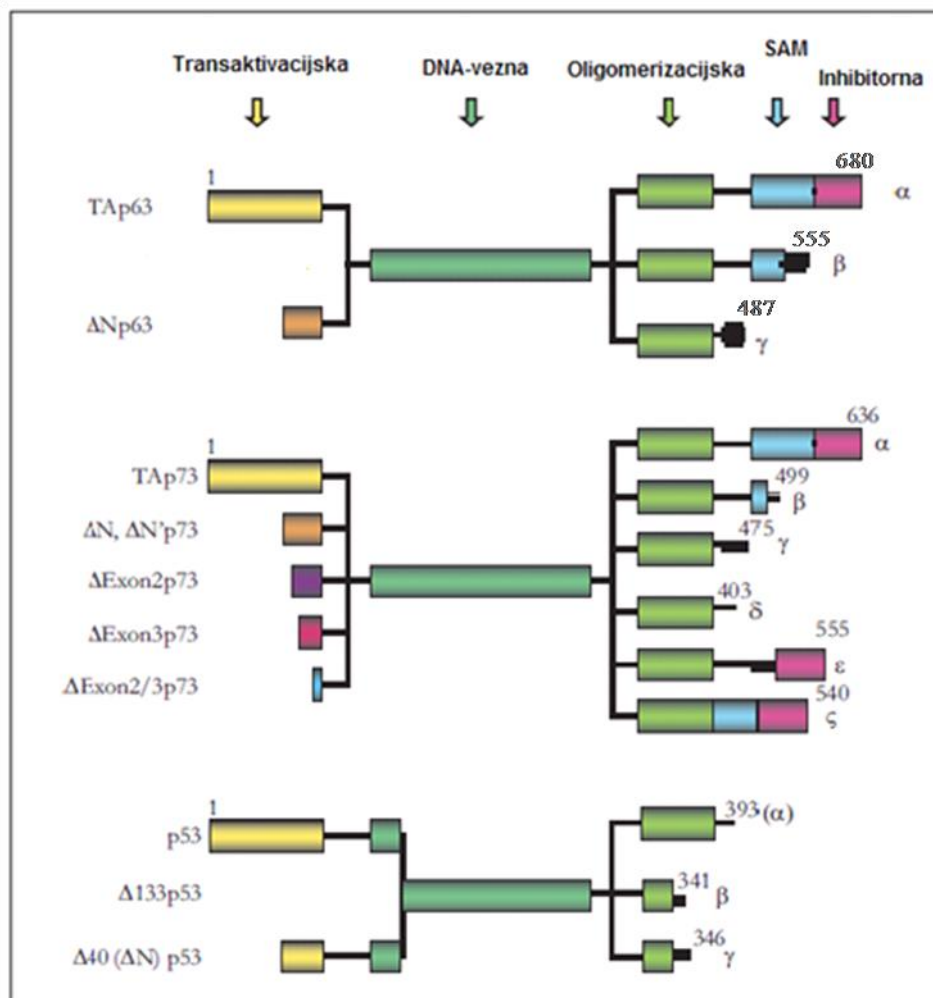 SAM
Transaktivacijska DNA-vezna Oligomerizacijska Inhibitorna
680
1
TAp63 α
555
β
ΔNp63
487
γ
636
1 α
TAp73
499
β
ΔN, ΔN'p73
475 γ
ΔExon2p73
403
δ
ΔExon3p73
555
ε
ΔExon2/3p73
540
ς
1
p53 393 (α)
Δ133p53
341 β
Δ40 (ΔN) p53
346 γ